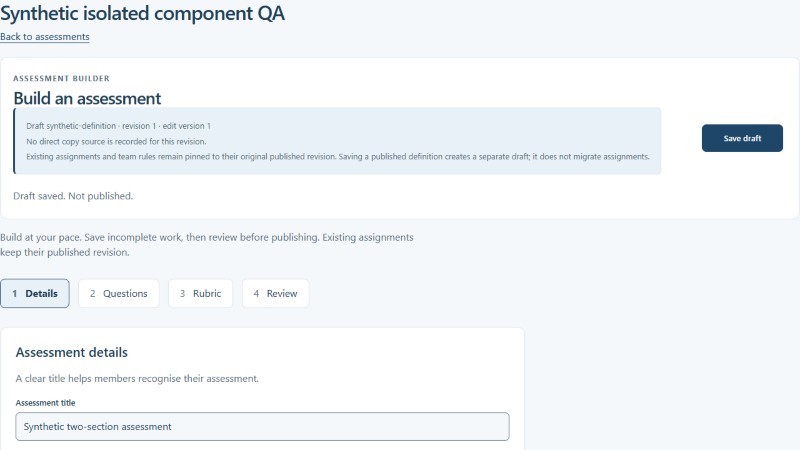 Synthetic isolated component QA
Back to assessments
ASSESSMENT BUILDER
Build an assessment
Draft synthetic-definition · revision 1 · edit version 1
No direct copy source is recorded for this revision.
Existing assignments and team rules remain pinned to their original published revision. Saving a published definition creates a separate draft; it does not migrate assignments.
Save draft
Draft saved. Not published.
Build at your pace. Save incomplete work, then review before publishing. Existing assignments
keep their published revision.
1 Details 2 Questions 3 Rubric 4 Review
Assessment details
A clear title helps members recognise their assessment.
Assessment title
Synthetic two-section assessment